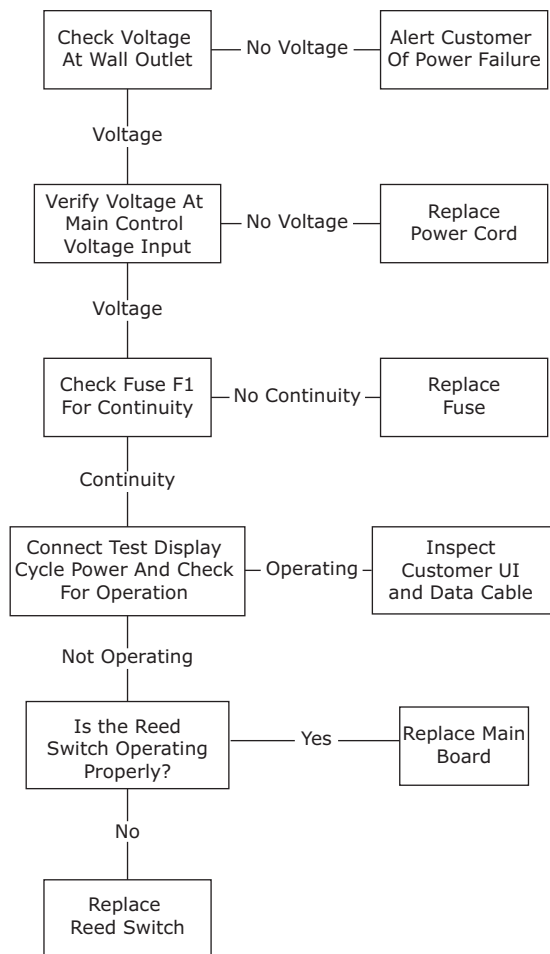 Check Voltage
At Wall Outlet
No Voltage
Alert Customer
Of Power Failure
Voltage
Verify Voltage At
Main Control
Voltage Input
No Voltage
Replace
Power Cord
Voltage
Check Fuse F1
For Continuity
No Continuity
Replace
Fuse
Continuity
Connect Test Display
Cycle Power And Check
For Operation
Operating
Inspect
Customer UI
and Data Cable
Not Operating
Is the Reed
Switch Operating
Properly?
Yes
Replace Main
Board
No
Replace
Reed Switch